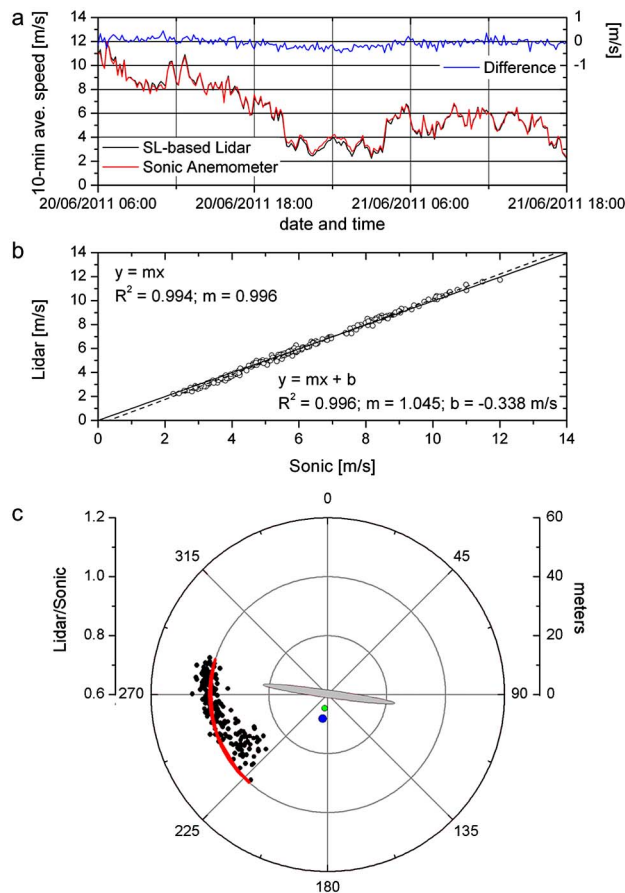 a
10-min ave. speed [m/s]
14
12
10
8
6
4
2
0
1
0
-1
[m/s]
Difference
SL-based Lidar
Sonic Anemometer
20/06/2011 06:00
20/06/2011 18:00
21/06/2011 06:00
21/06/2011 18:00
date and time
b
Lidar [m/s]
14
12
10
8
6
4
2
0
y = mx
R² = 0.994; m = 0.996
y = mx + b
R² = 0.996; m = 1.045; b = -0.338 m/s
0 2 4 6 8 10 12 14
Sonic [m/s]
c
Lidar/Sonic
1.2
1.0
0.8
0.6
0
45
90
135
180
225
270
315
60
40
20
0
meters